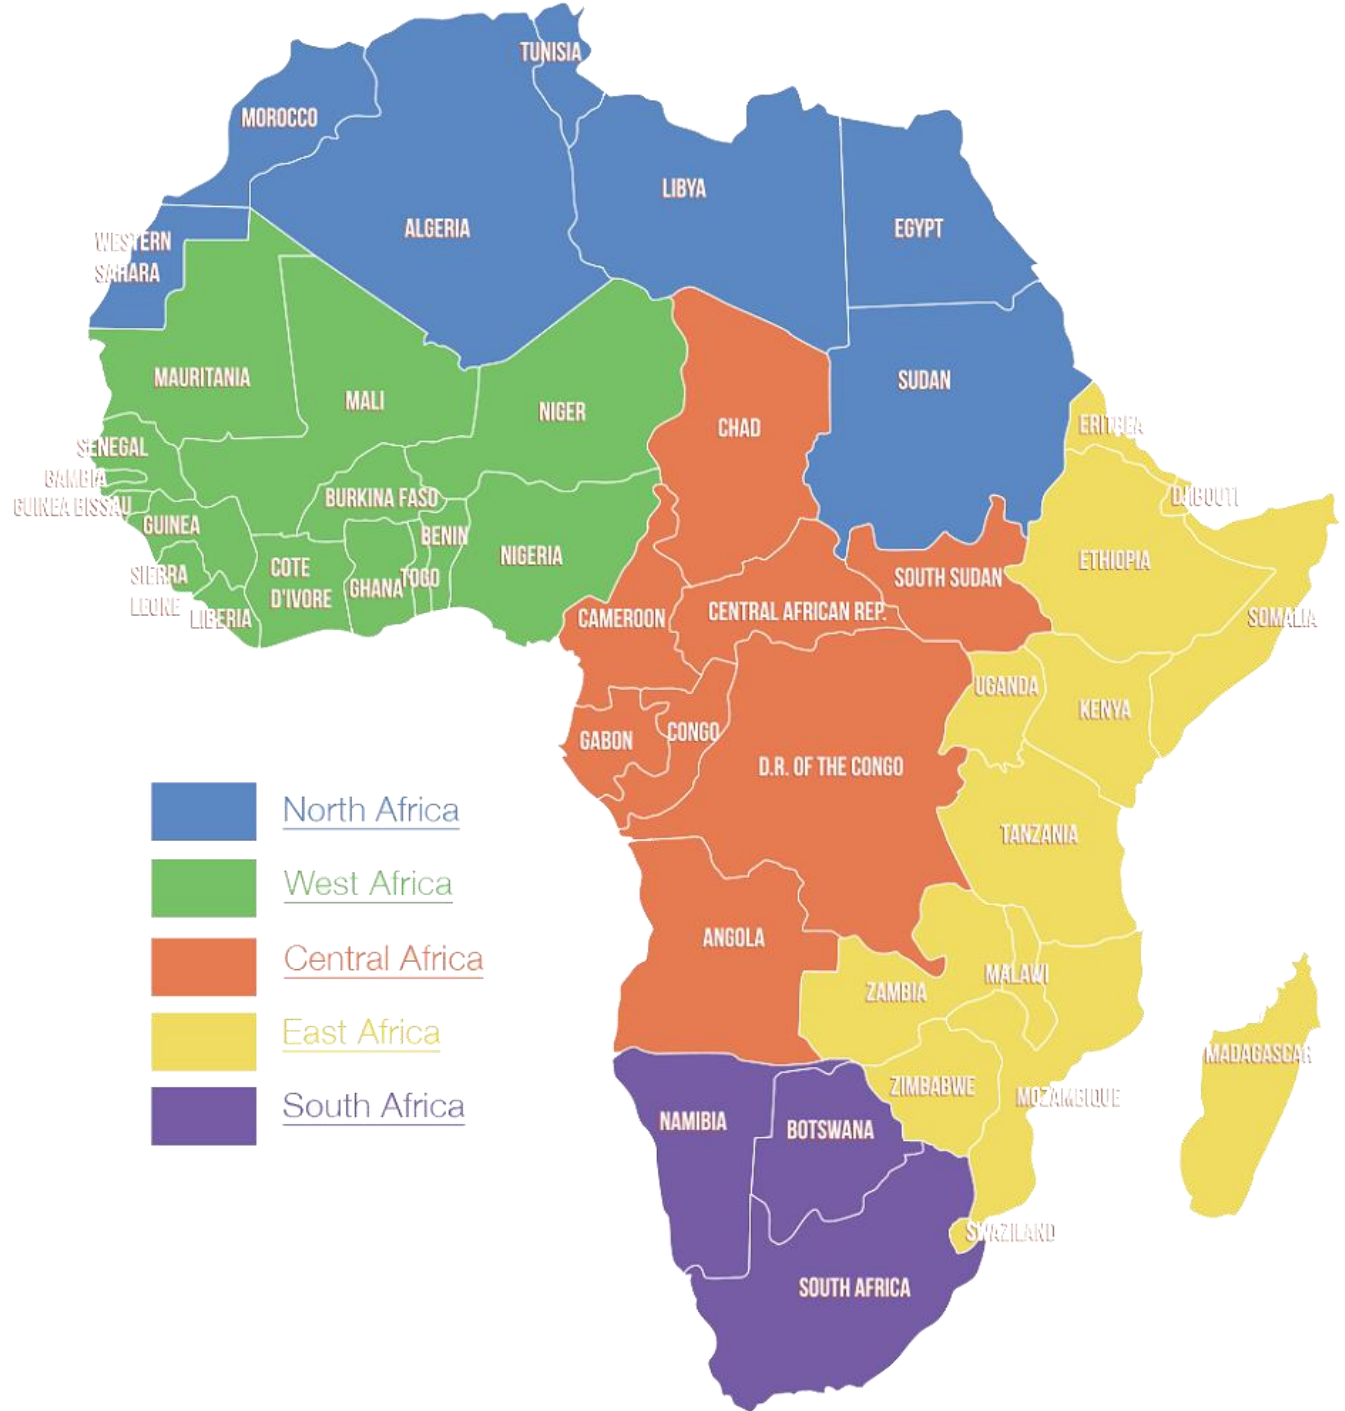 TUNISIA
MOROCCO
LIBYA
ALGERIA
EGYPT
WESTERN
SAHARA
MAURITANIA
MALI
NIGER
CHAD
SUDAN
ERITREA
SENEGAL
GAMBIA
GUINEA BISSAU
GUINEA
BURKINA FASO
BENIN
NIGERIA
DJIBOUTI
ETHIOPIA
SIERRA
LEONE
LIBERIA
COTE
D'IVORE
GHANA
TOGO
CAMEROON
CENTRAL AFRICAN REP.
SOUTH SUDAN
SOMALIA
UGANDA
KENYA
GABON
CONGO
D.R. OF THE CONGO
TANZANIA
ANGOLA
ZAMBIA
MALAWI
MADAGASCAR
ZIMBABWE
MOZAMBIQUE
NAMIBIA
BOTSWANA
SWAZILAND
SOUTH AFRICA
North Africa
West Africa
Central Africa
East Africa
South Africa